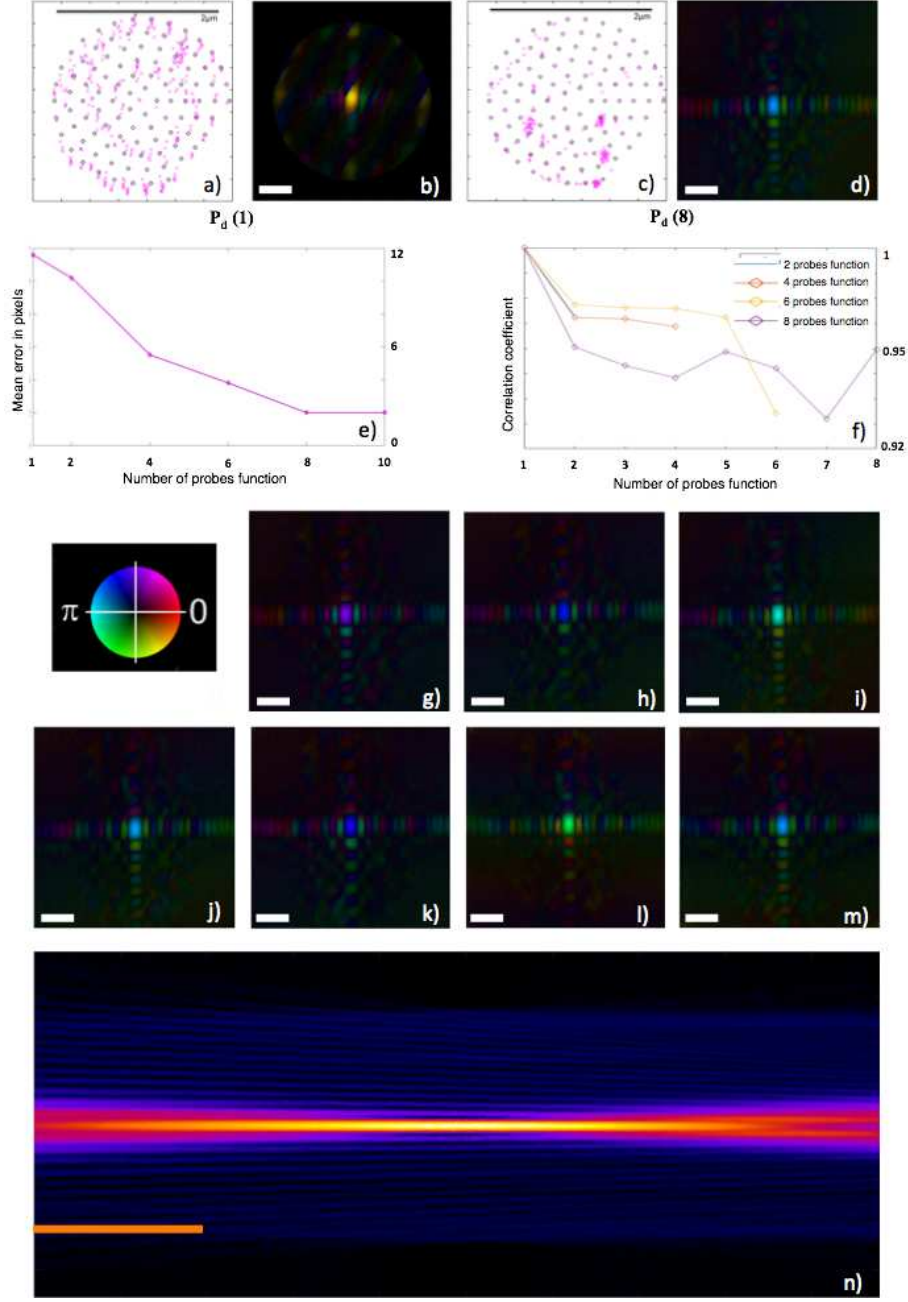 2μm
2μm
a)
b)
c)
d)
P_d (1)
P_d (8)
12
6
0
Mean error in pixels
e)
1 2 4 6 8 10
Number of probes function
2 probes function
4 probes function
6 probes function
8 probes function
1
0.95
0.92
Correlation coefficient
f)
1 2 3 4 5 6 7 8
Number of probes function
π 0
g)
h)
i)
j)
k)
l)
m)
n)